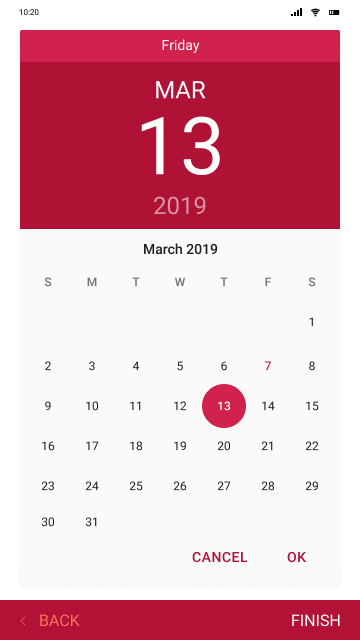 10:20
Friday
MAR
13
2019
March 2019
S M T W T F S
1
2 3 4 5 6 7 8
9 10 11 12 13 14 15
16 17 18 19 20 21 22
23 24 25 26 27 28 29
30 31
CANCEL OK
BACK FINISH